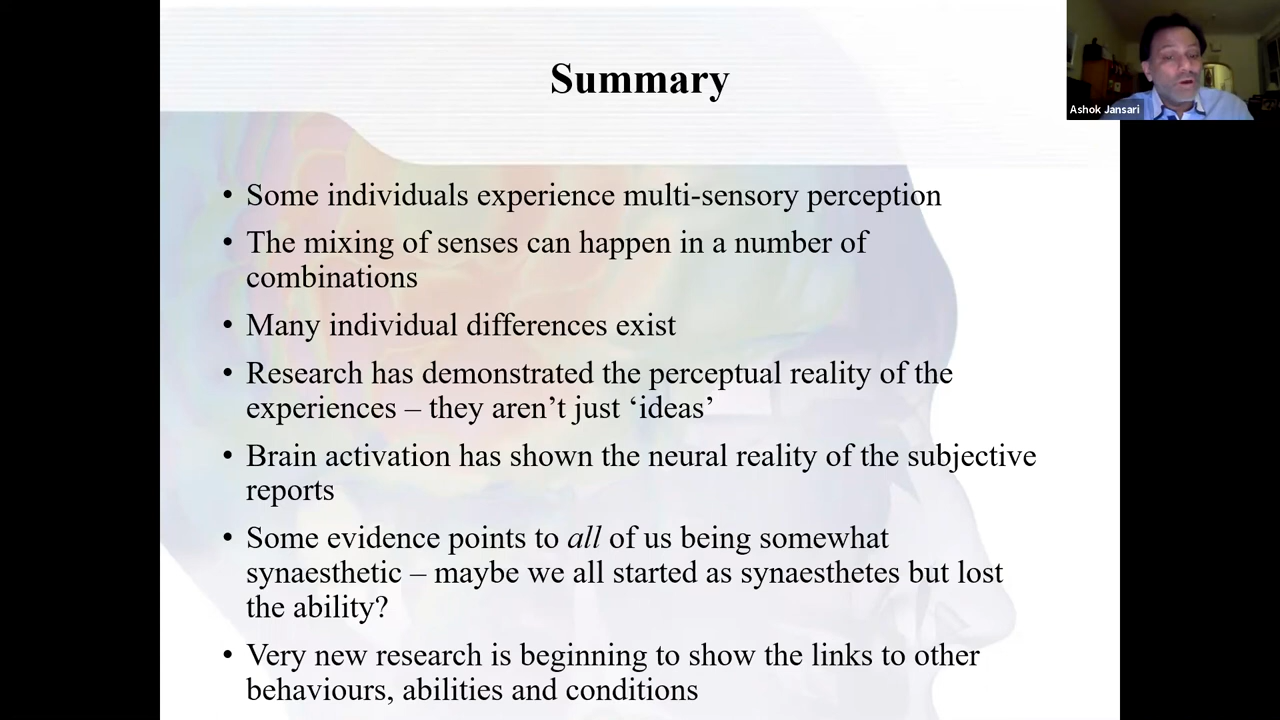 Summary
Ashok Jansari
• Some individuals experience multi-sensory perception
• The mixing of senses can happen in a number of
combinations
• Many individual differences exist
• Research has demonstrated the perceptual reality of the
experiences – they aren’t just ‘ideas’
• Brain activation has shown the neural reality of the subjective
reports
• Some evidence points to all of us being somewhat
synaesthetic – maybe we all started as synaesthetes but lost
the ability?
• Very new research is beginning to show the links to other
behaviours, abilities and conditions